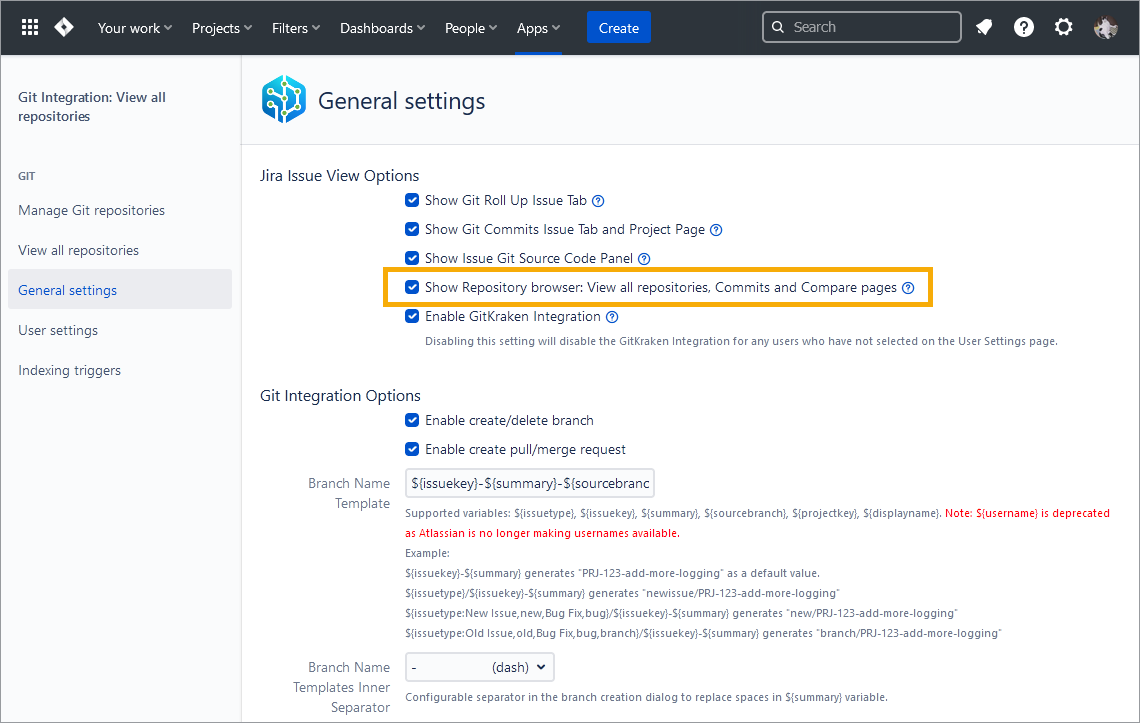 Your work Projects Filters Dashboards People Apps Create Search
Git Integration: View all
repositories
GIT
Manage Git repositories
View all repositories
General settings
User settings
Indexing triggers
General settings
Jira Issue View Options
Show Git Roll Up Issue Tab
Show Git Commits Issue Tab and Project Page
Show Issue Git Source Code Panel
Show Repository browser: View all repositories, Commits and Compare pages
Enable GitKraken Integration
Disabling this setting will disable the GitKraken Integration for any users who have not selected on the User Settings page.
Git Integration Options
Enable create/delete branch
Enable create pull/merge request
Branch Name
Template
${issuekey}-${summary}-${sourcebranc
Supported variables: ${issuetype}, ${issuekey}, ${summary}, ${sourcebranch}, ${projectkey}, ${displayname}. Note: ${username} is deprecated
as Atlassian is no longer making usernames available.
Example:
${issuekey}-${summary} generates "PRJ-123-add-more-logging" as a default value.
${issuetype}/${issuekey}-${summary} generates "newissue/PRJ-123-add-more-logging"
${issuetype:New Issue,new,Bug Fix,bug}/${issuekey}-${summary} generates "new/PRJ-123-add-more-logging"
${issuetype:Old Issue,old,Bug Fix,bug,branch}/${issuekey}-${summary} generates "branch/PRJ-123-add-more-logging"
Branch Name
Templates Inner
Separator
- (dash)
Configurable separator in the branch creation dialog to replace spaces in ${summary} variable.